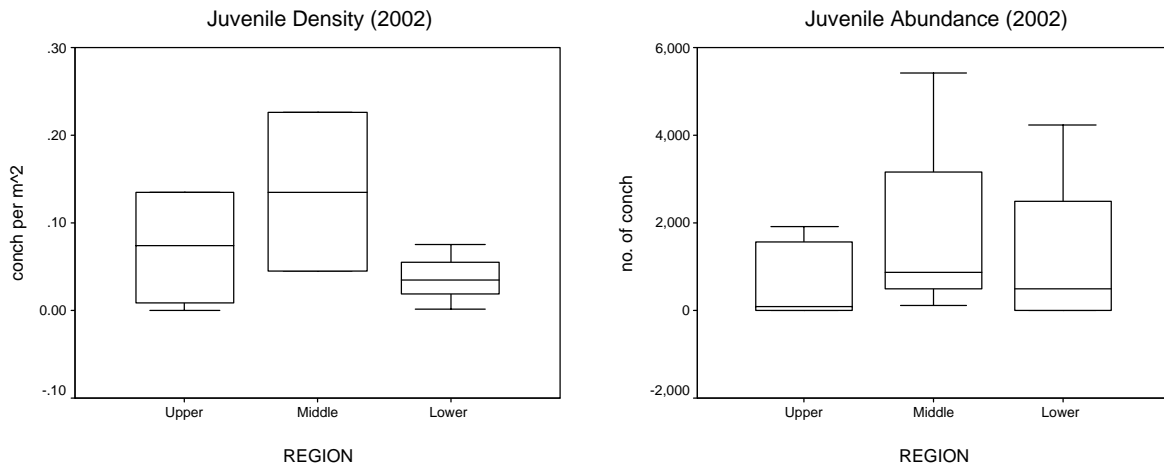 Juvenile Density (2002)
.30
.20
.10
0.00
-.10
conch per m^2
Upper
Middle
Lower
REGION
Juvenile Abundance (2002)
6,000
4,000
2,000
0
-2,000
no. of conch
Upper
Middle
Lower
REGION